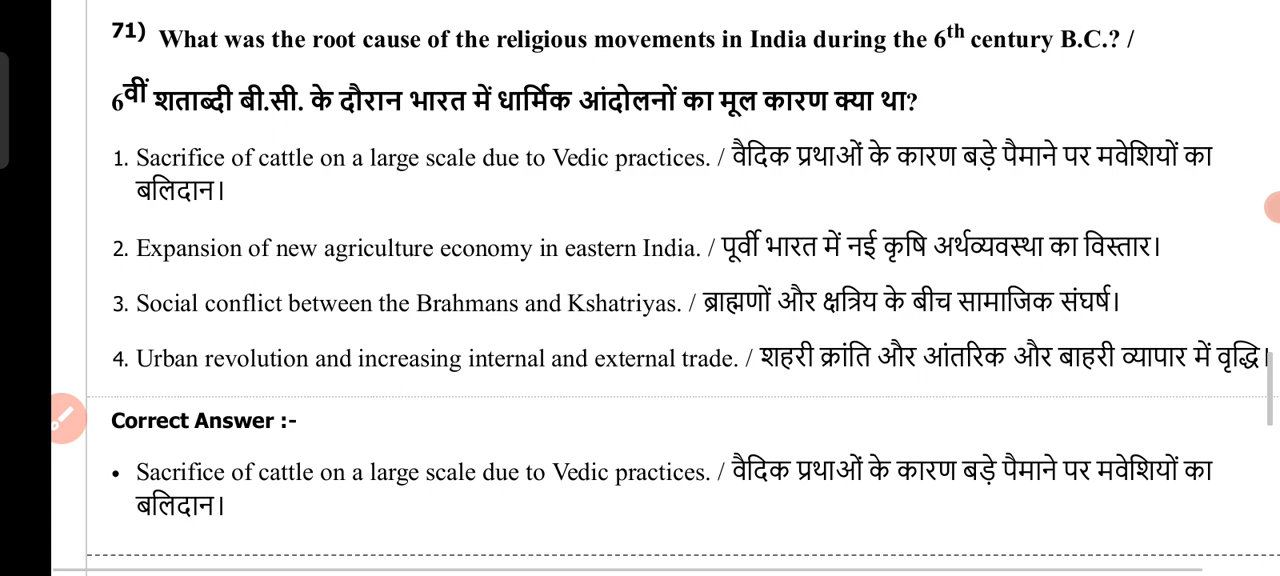 71) What was the root cause of the religious movements in India during the 6th century B.C.? /
6वीं शताब्दी बी.सी. के दौरान भारत में धार्मिक आंदोलनों का मूल कारण क्या था?
1. Sacrifice of cattle on a large scale due to Vedic practices. / वैदिक प्रथाओं के कारण बड़े पैमाने पर मवेशियों का
बलिदान।
2. Expansion of new agriculture economy in eastern India. / पूर्वी भारत में नई कृषि अर्थव्यवस्था का विस्तार।
3. Social conflict between the Brahmans and Kshatriyas. / ब्राह्मणों और क्षत्रिय के बीच सामाजिक संघर्ष।
4. Urban revolution and increasing internal and external trade. / शहरी क्रांति और आंतरिक और बाहरी व्यापार में वृद्धि।
Correct Answer :-
• Sacrifice of cattle on a large scale due to Vedic practices. / वैदिक प्रथाओं के कारण बड़े पैमाने पर मवेशियों का
बलिदान।